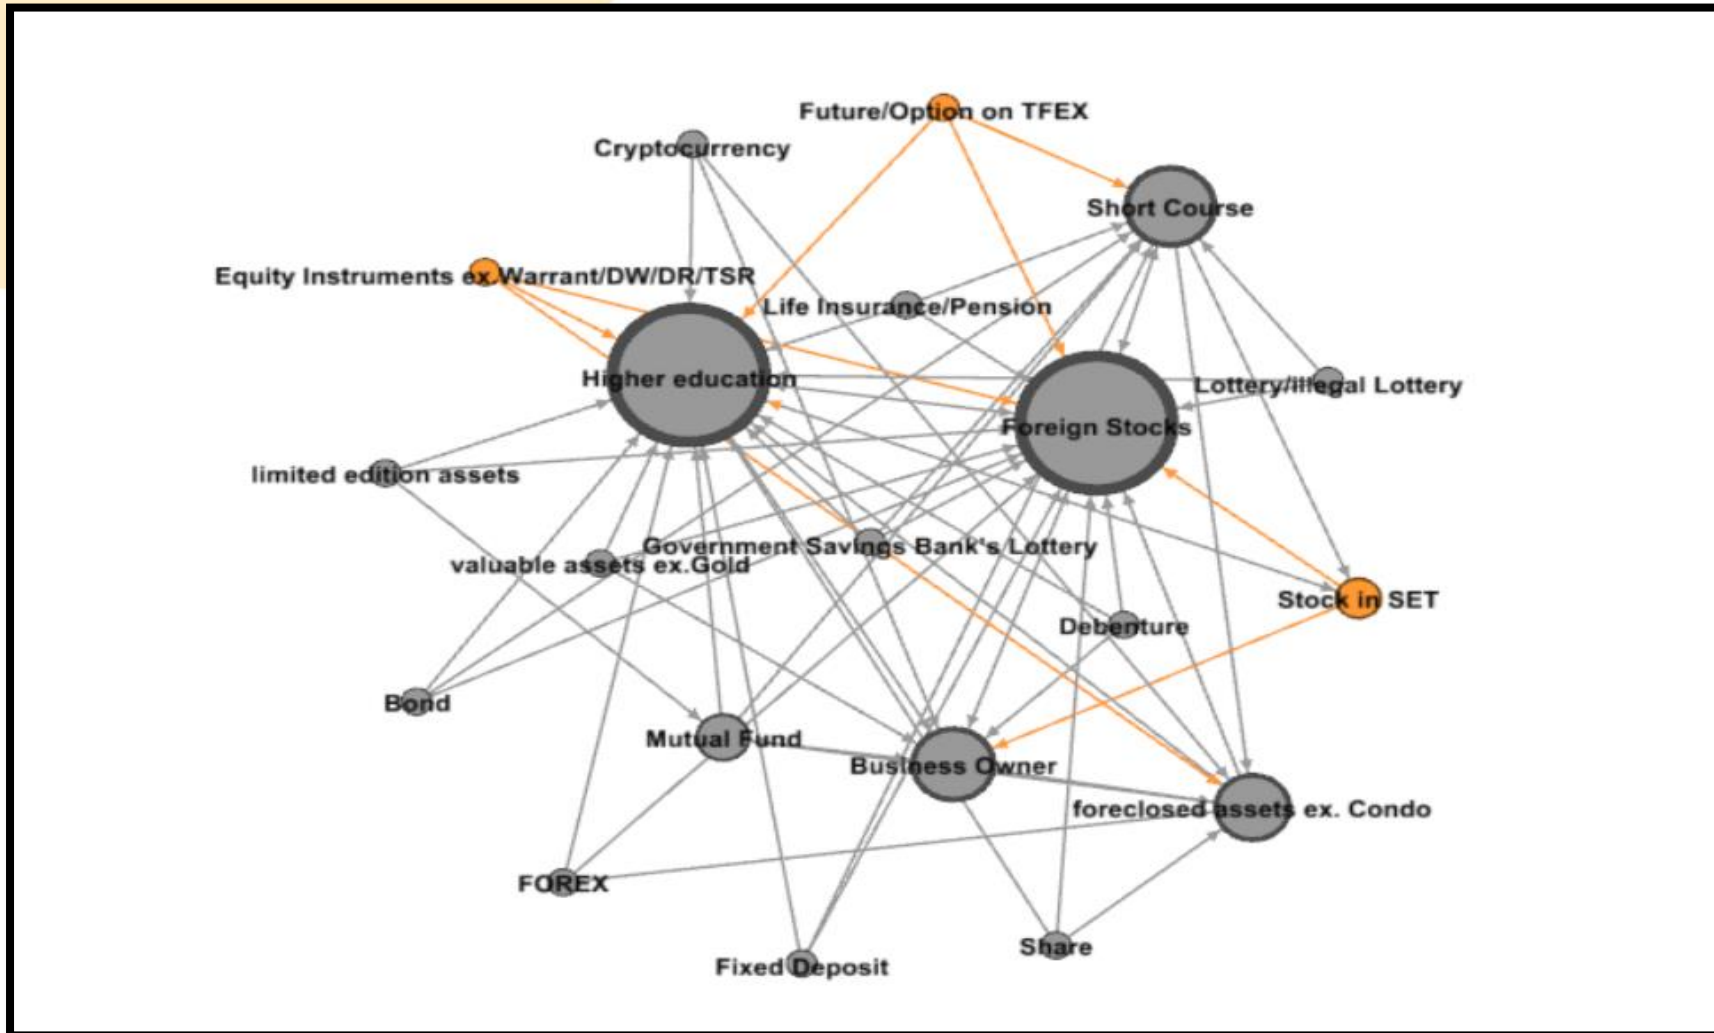 Future/Option on TFEX
Cryptocurrency
Short Course
Equity Instruments ex.Warrant/DW/DR/TSR
Life Insurance/Pension
Higher education
Lottery/illegal Lottery
Foreign Stocks
limited edition assets
Government Savings Bank's Lottery
valuable assets ex.Gold
Stock in SET
Debenture
Bond
Mutual Fund
Business Owner
foreclosed assets ex. Condo
FOREX
Share
Fixed Deposit